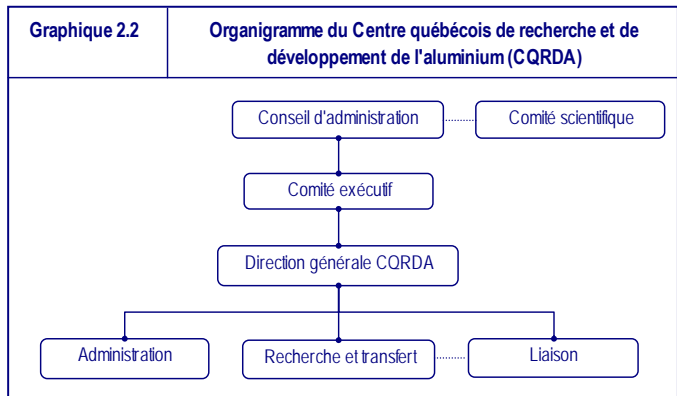 Graphique 2.2
Organigramme du Centre québécois de recherche et de
développement de l'aluminium (CQRDA)
Conseil d'administration
Comité scientifique
Comité exécutif
Direction générale CQRDA
Administration
Recherche et transfert
Liaison